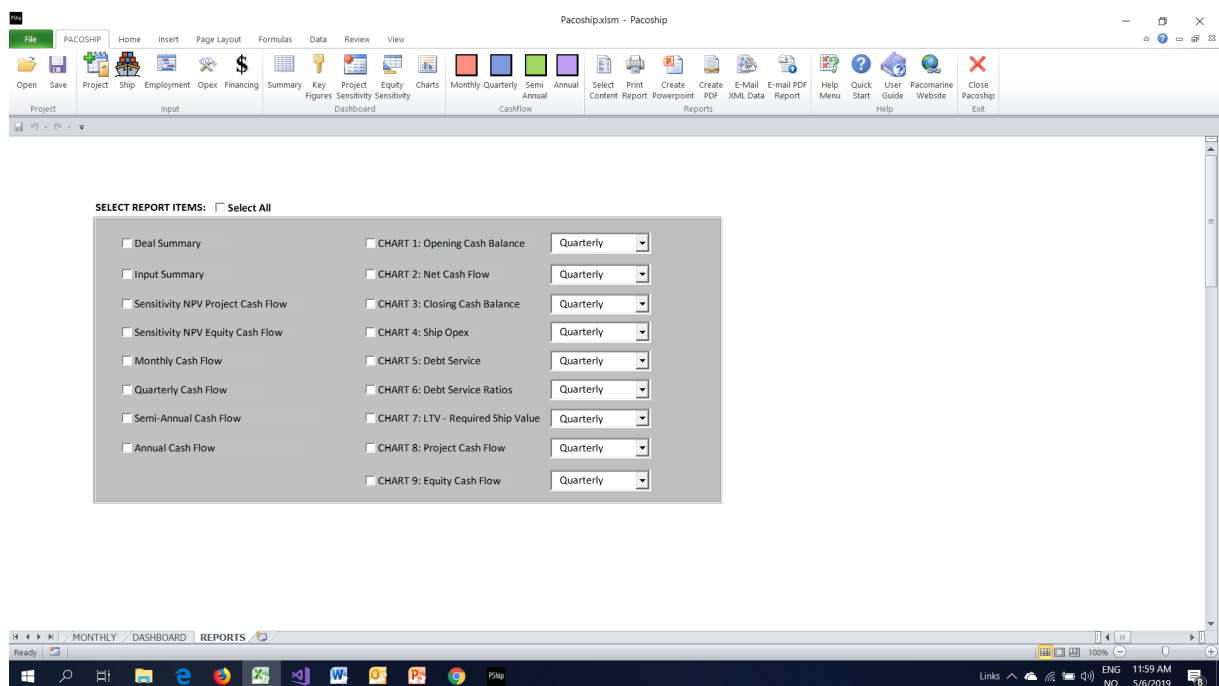 PShip
Pacoship.xlsm - Pacoship
File PACOSHIP Home Insert Page Layout Formulas Data Review View
Open Save Project Ship Employment Opex Financing Summary Key Figures Project Sensitivity Equity Sensitivity Charts Monthly Quarterly Semi Annual Annual Select Content Print Report Create Powerpoint Create PDF E-Mail XML Data E-mail PDF Report Help Menu Quick Start User Guide Pacomarine Website Close Pacoship
Project Input Dashboard Cashflow Reports Help Exit
SELECT REPORT ITEMS: Select All
Deal Summary CHART 1: Opening Cash Balance Quarterly
Input Summary CHART 2: Net Cash Flow Quarterly
Sensitivity NPV Project Cash Flow CHART 3: Closing Cash Balance Quarterly
Sensitivity NPV Equity Cash Flow CHART 4: Ship Opex Quarterly
Monthly Cash Flow CHART 5: Debt Service Quarterly
Quarterly Cash Flow CHART 6: Debt Service Ratios Quarterly
Semi-Annual Cash Flow CHART 7: LTV - Required Ship Value Quarterly
Annual Cash Flow CHART 8: Project Cash Flow Quarterly
CHART 9: Equity Cash Flow Quarterly
MONTHLY DASHBOARD REPORTS
Ready 100%
PShip Links ENG 11:59 AM
NO 5/6/2019 8